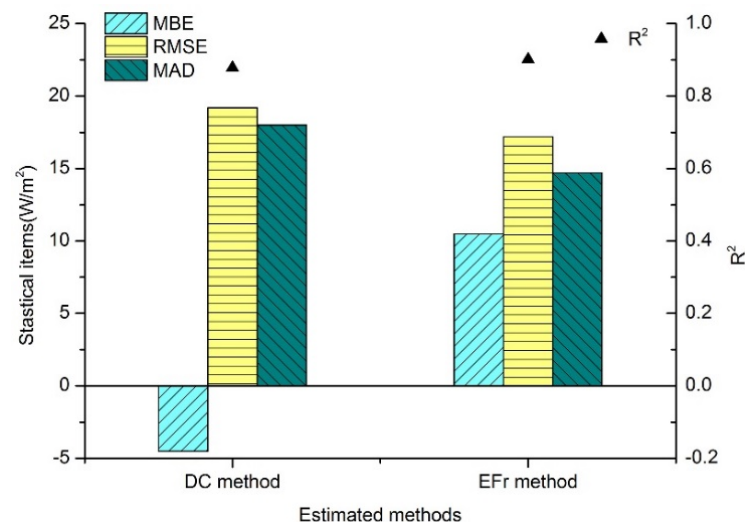 MBE
RMSE
MAD
R²
25
20
15
10
5
0
-5
1.0
0.8
0.6
0.4
0.2
0.0
-0.2
Stastical items(W/m²)
R²
DC method
EFr method
Estimated methods